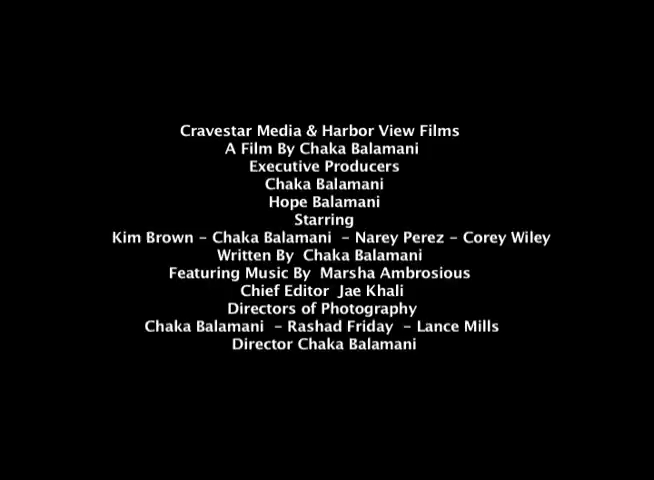 Cravestar Media & Harbor View Films
A Film By Chaka Balamani
Executive Producers
Chaka Balamani
Hope Balamani
Starring
Kim Brown - Chaka Balamani - Narey Perez - Corey Wiley
Written By Chaka Balamani
Featuring Music By Marsha Ambrosious
Chief Editor Jae Khali
Directors of Photography
Chaka Balamani - Rashad Friday - Lance Mills
Director Chaka Balamani